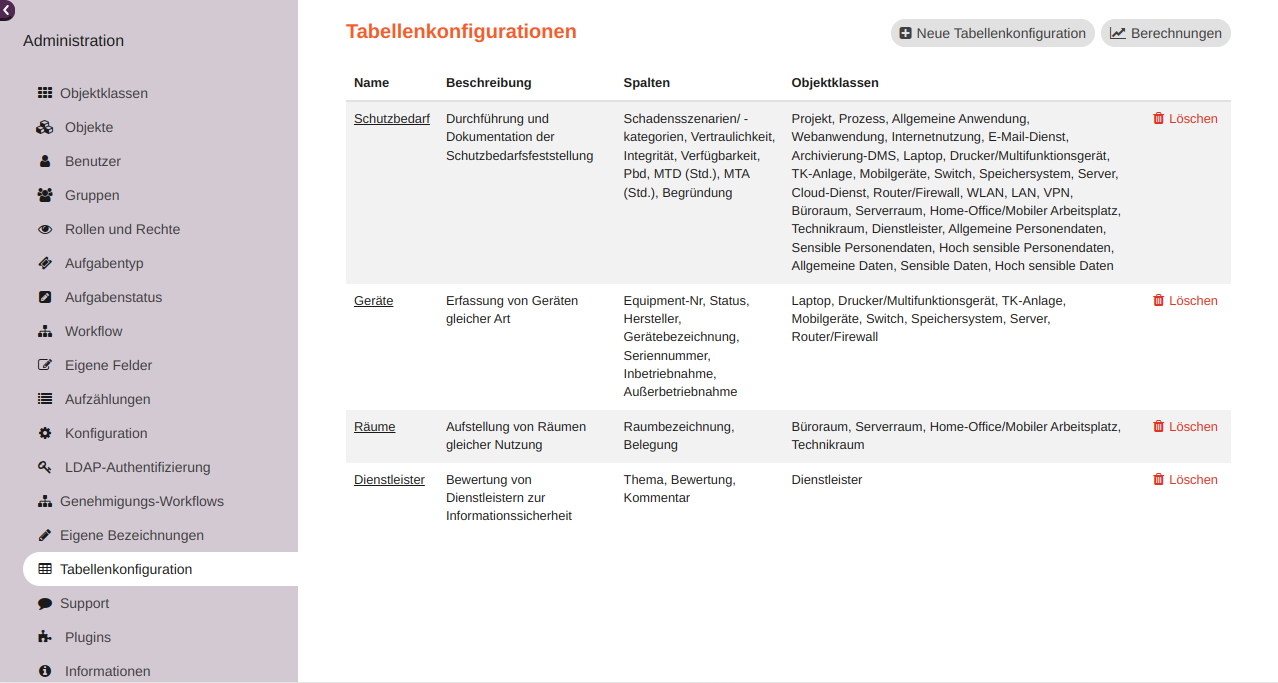 Administration
Objektklassen
Objekte
Benutzer
Gruppen
Rollen und Rechte
Aufgabentyp
Aufgabenstatus
Workflow
Eigene Felder
Aufzählungen
Konfiguration
LDAP-Authentifizierung
Genehmigungs-Workflows
Eigene Bezeichnungen
Tabellenkonfiguration
Support
Plugins
Informationen
Tabellenkonfigurationen
Neue Tabellenkonfiguration
Berechnungen
Name Beschreibung Spalten Objektklassen
Schutzbedarf
Durchführung und
Dokumentation der
Schutzbedarfsfeststellung
Schadensszenarien/ -
kategorien, Vertraulichkeit,
Integrität, Verfügbarkeit,
Pbd, MTD (Std.), MTA
(Std.), Begründung
Projekt, Prozess, Allgemeine Anwendung,
Webanwendung, Internetnutzung, E-Mail-Dienst,
Archivierung-DMS, Laptop, Drucker/Multifunktionsgerät,
TK-Anlage, Mobilgeräte, Switch, Speichersystem, Server,
Cloud-Dienst, Router/Firewall, WLAN, LAN, VPN,
Büroraum, Serverraum, Home-Office/Mobiler Arbeitsplatz,
Technikraum, Dienstleister, Allgemeine Personendaten,
Sensible Personendaten, Hoch sensible Personendaten,
Allgemeine Daten, Sensible Daten, Hoch sensible Daten
Löschen
Geräte
Erfassung von Geräten
gleicher Art
Equipment-Nr, Status,
Hersteller,
Gerätebezeichnung,
Seriennummer,
Inbetriebnahme,
Außerbetriebnahme
Laptop, Drucker/Multifunktionsgerät, TK-Anlage,
Mobilgeräte, Switch, Speichersystem, Server,
Router/Firewall
Löschen
Räume
Aufstellung von Räumen
gleicher Nutzung
Raumbezeichnung,
Belegung
Büroraum, Serverraum, Home-Office/Mobiler Arbeitsplatz,
Technikraum
Löschen
Dienstleister
Bewertung von
Dienstleistern zur
Informationssicherheit
Thema, Bewertung,
Kommentar
Dienstleister
Löschen